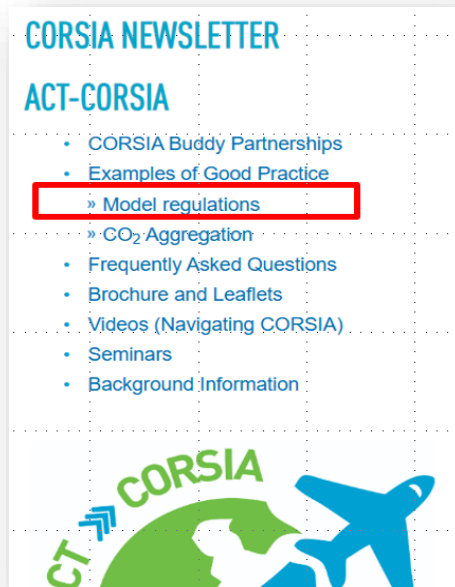 CORSIA NEWSLETTER
ACT-CORSIA
• CORSIA Buddy Partnerships
• Examples of Good Practice
» Model regulations
» CO₂ Aggregation
• Frequently Asked Questions
• Brochure and Leaflets
• Videos (Navigating CORSIA)
• Seminars
• Background Information
ACT CORSIA